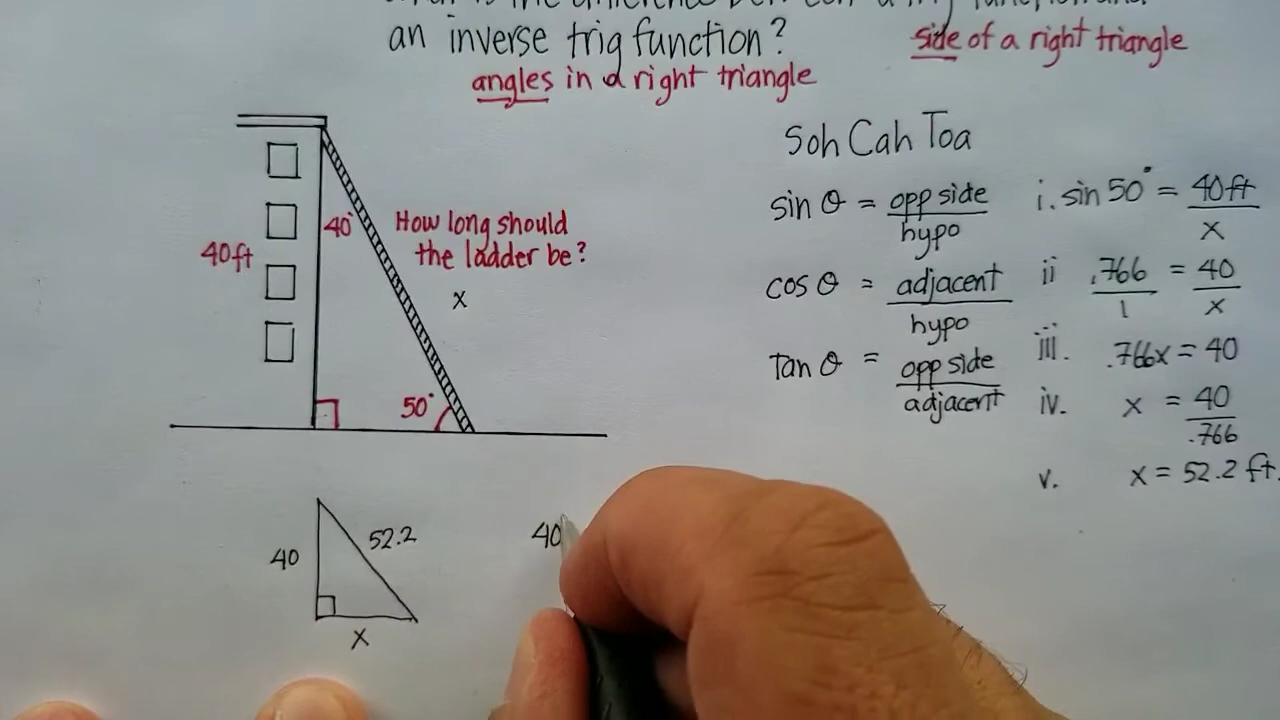 an inverse trig function?
side of a right triangle
angles in a right triangle
Soh Cah Toa
sin θ = opp side / hypo
i. sin 50° = 40ft / x
40°
How long should
the ladder be?
40ft
x
cos θ = adjacent / hypo
ii .766 / 1 = 40 / x
tan θ = opp side / adjacent
iii. .766x = 40
50°
iv. x = 40 / .766
v. x = 52.2 ft.
40
52.2
x
40